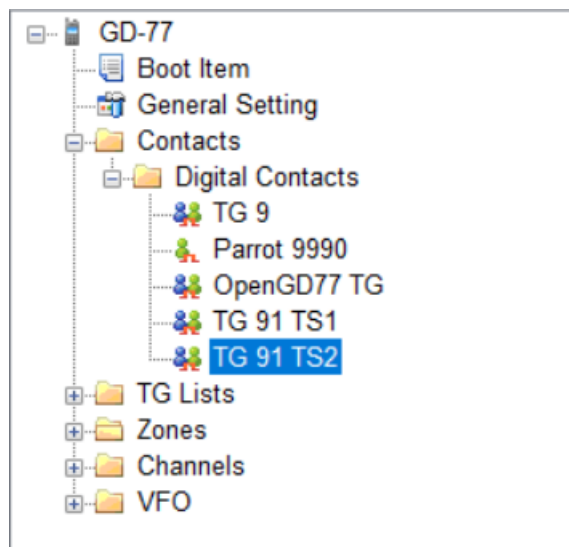 GD-77
Boot Item
General Setting
Contacts
Digital Contacts
TG 9
Parrot 9990
OpenGD77 TG
TG 91 TS1
TG 91 TS2
TG Lists
Zones
Channels
VFO